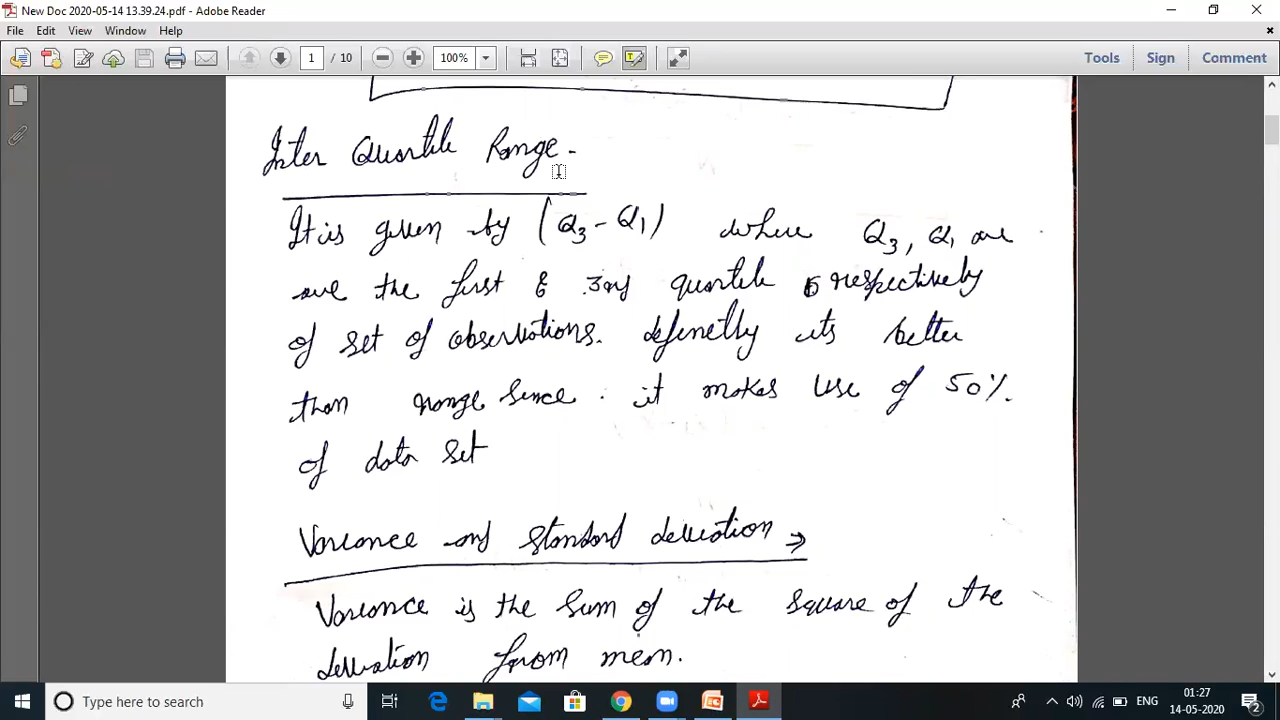 New Doc 2020-05-14 13.39.24.pdf - Adobe Reader
File Edit View Window Help
1 / 10 100% Tools Sign Comment
Inter Quartile Range -
It is given by (Q3 - Q1) where Q3, Q1 are
are the first & 3rd quartile respectively
of set of observations. definetly its better
than range since it makes use of 50%.
of data set
Variance and standard deviation ⇒
Variance is the sum of the square of the
deviation from mean.
Type here to search
ENG 01:27
14-05-2020
2